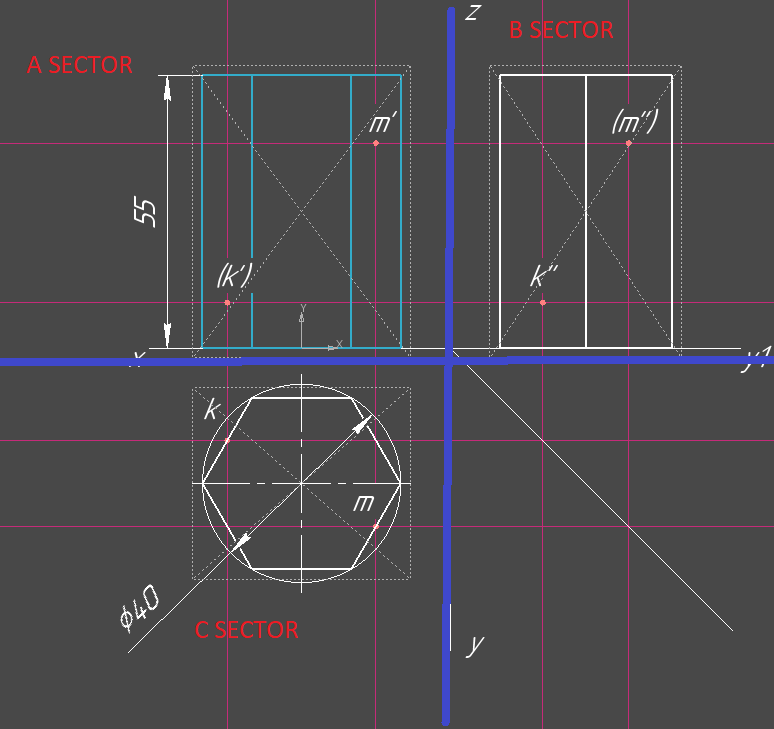 z
B SECTOR
A SECTOR
m'
(m")
55
(k')
k"
Y
X
x
y1
k
m
ϕ40
C SECTOR
y